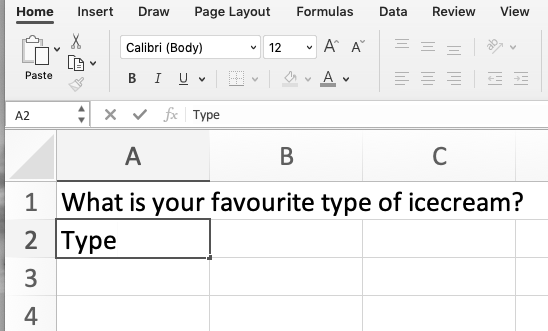 Home Insert Draw Page Layout Formulas Data Review View
Calibri (Body) 12 A^ A˅
Paste B I U A ab
A2 fx Type
A B C
1 What is your favourite type of icecream?
2 Type
3
4